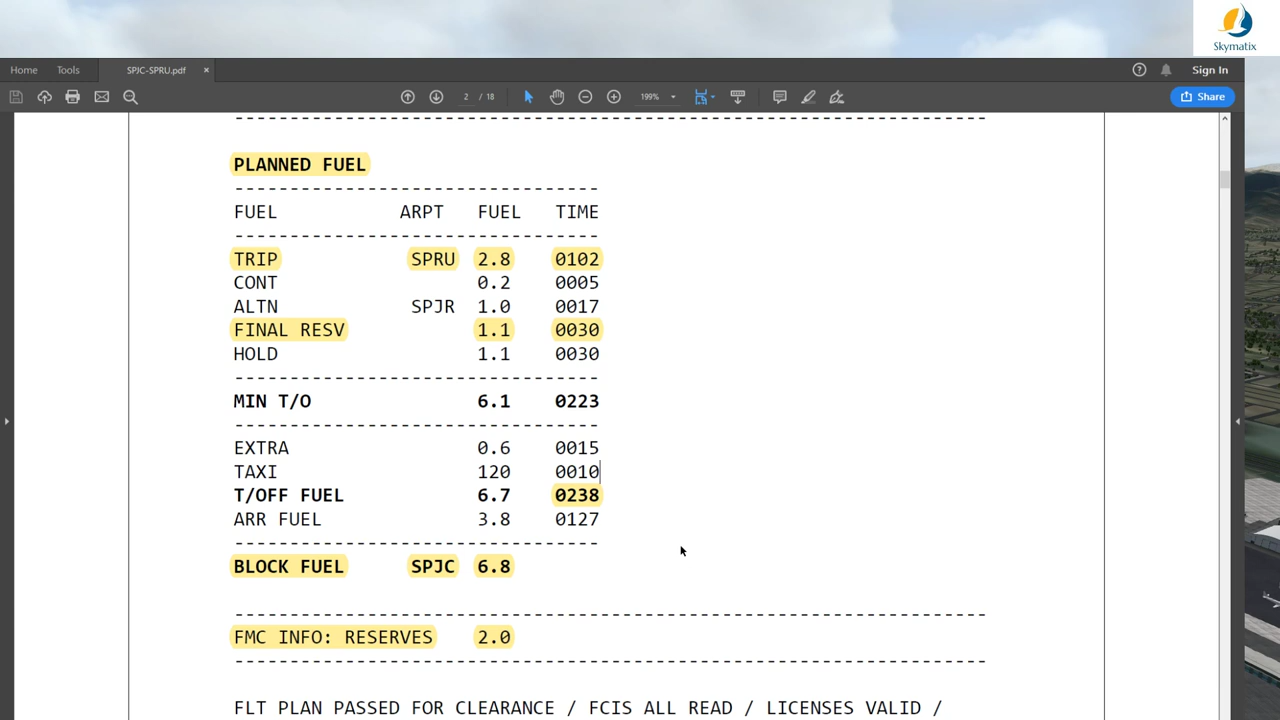 Skymatix
Home Tools SPJC-SPRU.pdf × Sign In
2 / 18 199% Share
PLANNED FUEL
---------------------------------
FUEL ARPT FUEL TIME
---------------------------------
TRIP SPRU 2.8 0102
CONT 0.2 0005
ALTN SPJR 1.0 0017
FINAL RESV 1.1 0030
HOLD 1.1 0030
---------------------------------
MIN T/O 6.1 0223
---------------------------------
EXTRA 0.6 0015
TAXI 120 0010
T/OFF FUEL 6.7 0238
ARR FUEL 3.8 0127
---------------------------------
BLOCK FUEL SPJC 6.8
--------------------------------------------------------------------
FMC INFO: RESERVES 2.0
--------------------------------------------------------------------
FLT PLAN PASSED FOR CLEARANCE / FCIS ALL READ / LICENSES VALID /